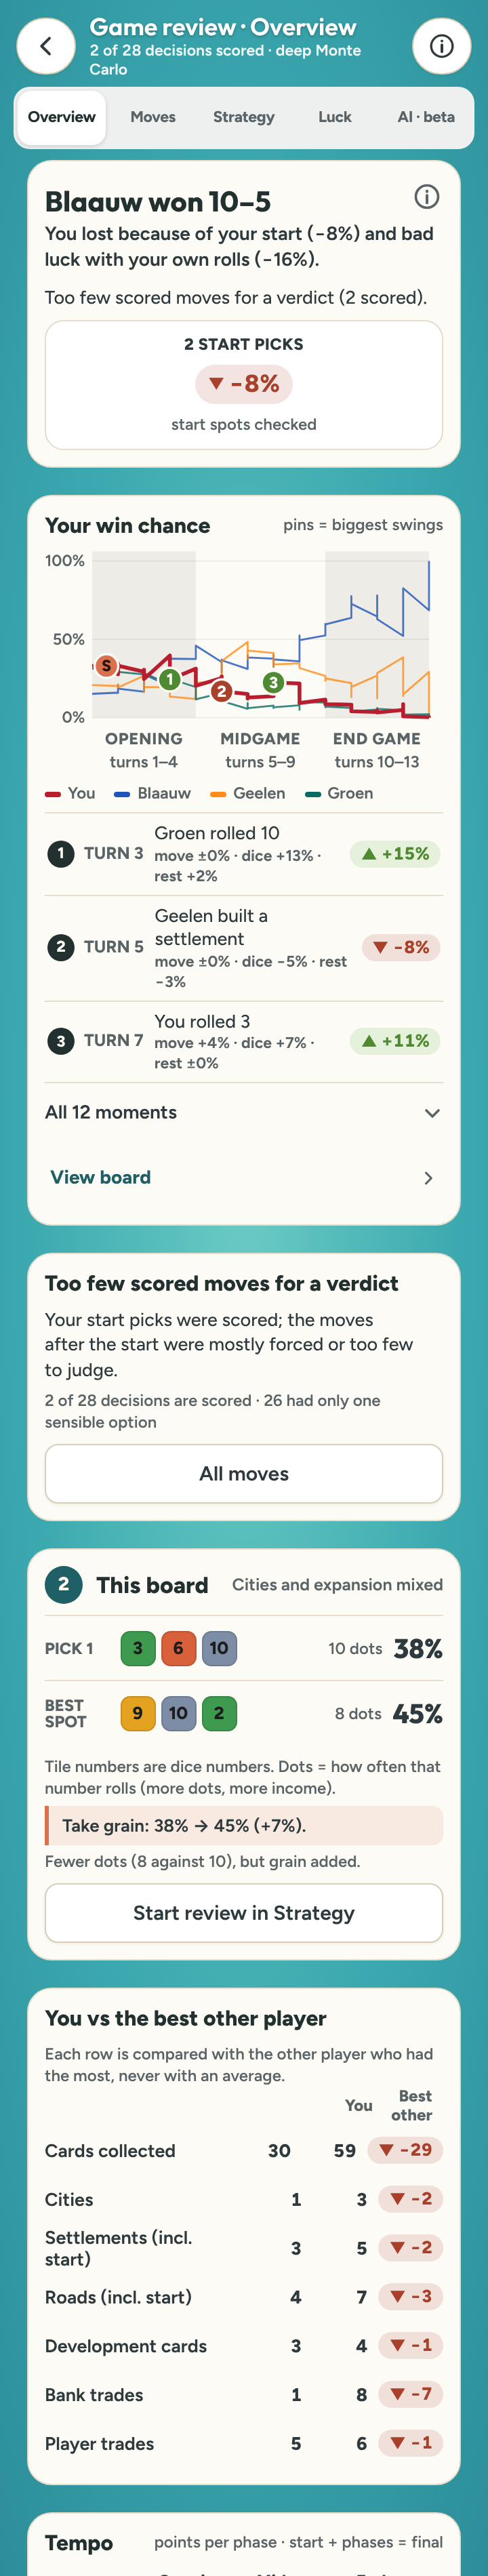 Game review · Overview
2 of 28 decisions scored · deep Monte
Carlo
Overview
Moves
Strategy
Luck
AI · beta
Blaauw won 10–5
You lost because of your start (−8%) and bad
luck with your own rolls (−16%).
Too few scored moves for a verdict (2 scored).
2 START PICKS
▼ −8%
start spots checked
Your win chance
pins = biggest swings
100%
50%
0%
S
1
2
3
OPENING
turns 1–4
MIDGAME
turns 5–9
END GAME
turns 10–13
You
Blaauw
Geelen
Groen
1 TURN 3
Groen rolled 10
move ±0% · dice +13% ·
rest +2%
▲ +15%
2 TURN 5
Geelen built a
settlement
move ±0% · dice −5% · rest
−3%
▼ −8%
3 TURN 7
You rolled 3
move +4% · dice +7% ·
rest ±0%
▲ +11%
All 12 moments
View board
Too few scored moves for a verdict
Your start picks were scored; the moves
after the start were mostly forced or too few
to judge.
2 of 28 decisions are scored · 26 had only one
sensible option
All moves
2 This board
Cities and expansion mixed
PICK 1 3 6 10 10 dots 38%
BEST
SPOT
9 10 2 8 dots 45%
Tile numbers are dice numbers. Dots = how often that
number rolls (more dots, more income).
Take grain: 38% → 45% (+7%).
Fewer dots (8 against 10), but grain added.
Start review in Strategy
You vs the best other player
Each row is compared with the other player who had
the most, never with an average.
You
Best
other
Cards collected 30 59 ▼ −29
Cities 1 3 ▼ −2
Settlements (incl.
start)
3 5 ▼ −2
Roads (incl. start) 4 7 ▼ −3
Development cards 3 4 ▼ −1
Bank trades 1 8 ▼ −7
Player trades 5 6 ▼ −1
Tempo
points per phase · start + phases = final